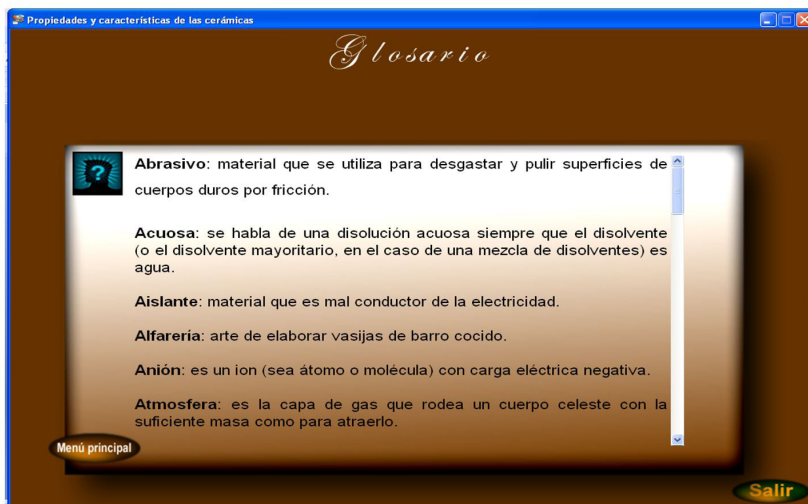 Propiedades y características de las cerámicas
Glosario
Abrasivo: material que se utiliza para desgastar y pulir superficies de
cuerpos duros por fricción.
Acuosa: se habla de una disolución acuosa siempre que el disolvente
(o el disolvente mayoritario, en el caso de una mezcla de disolventes) es
agua.
Aislante: material que es mal conductor de la electricidad.
Alfarería: arte de elaborar vasijas de barro cocido.
Anión: es un ion (sea átomo o molécula) con carga eléctrica negativa.
Atmosfera: es la capa de gas que rodea un cuerpo celeste con la
suficiente masa como para atraerlo.
Menú principal
Salir